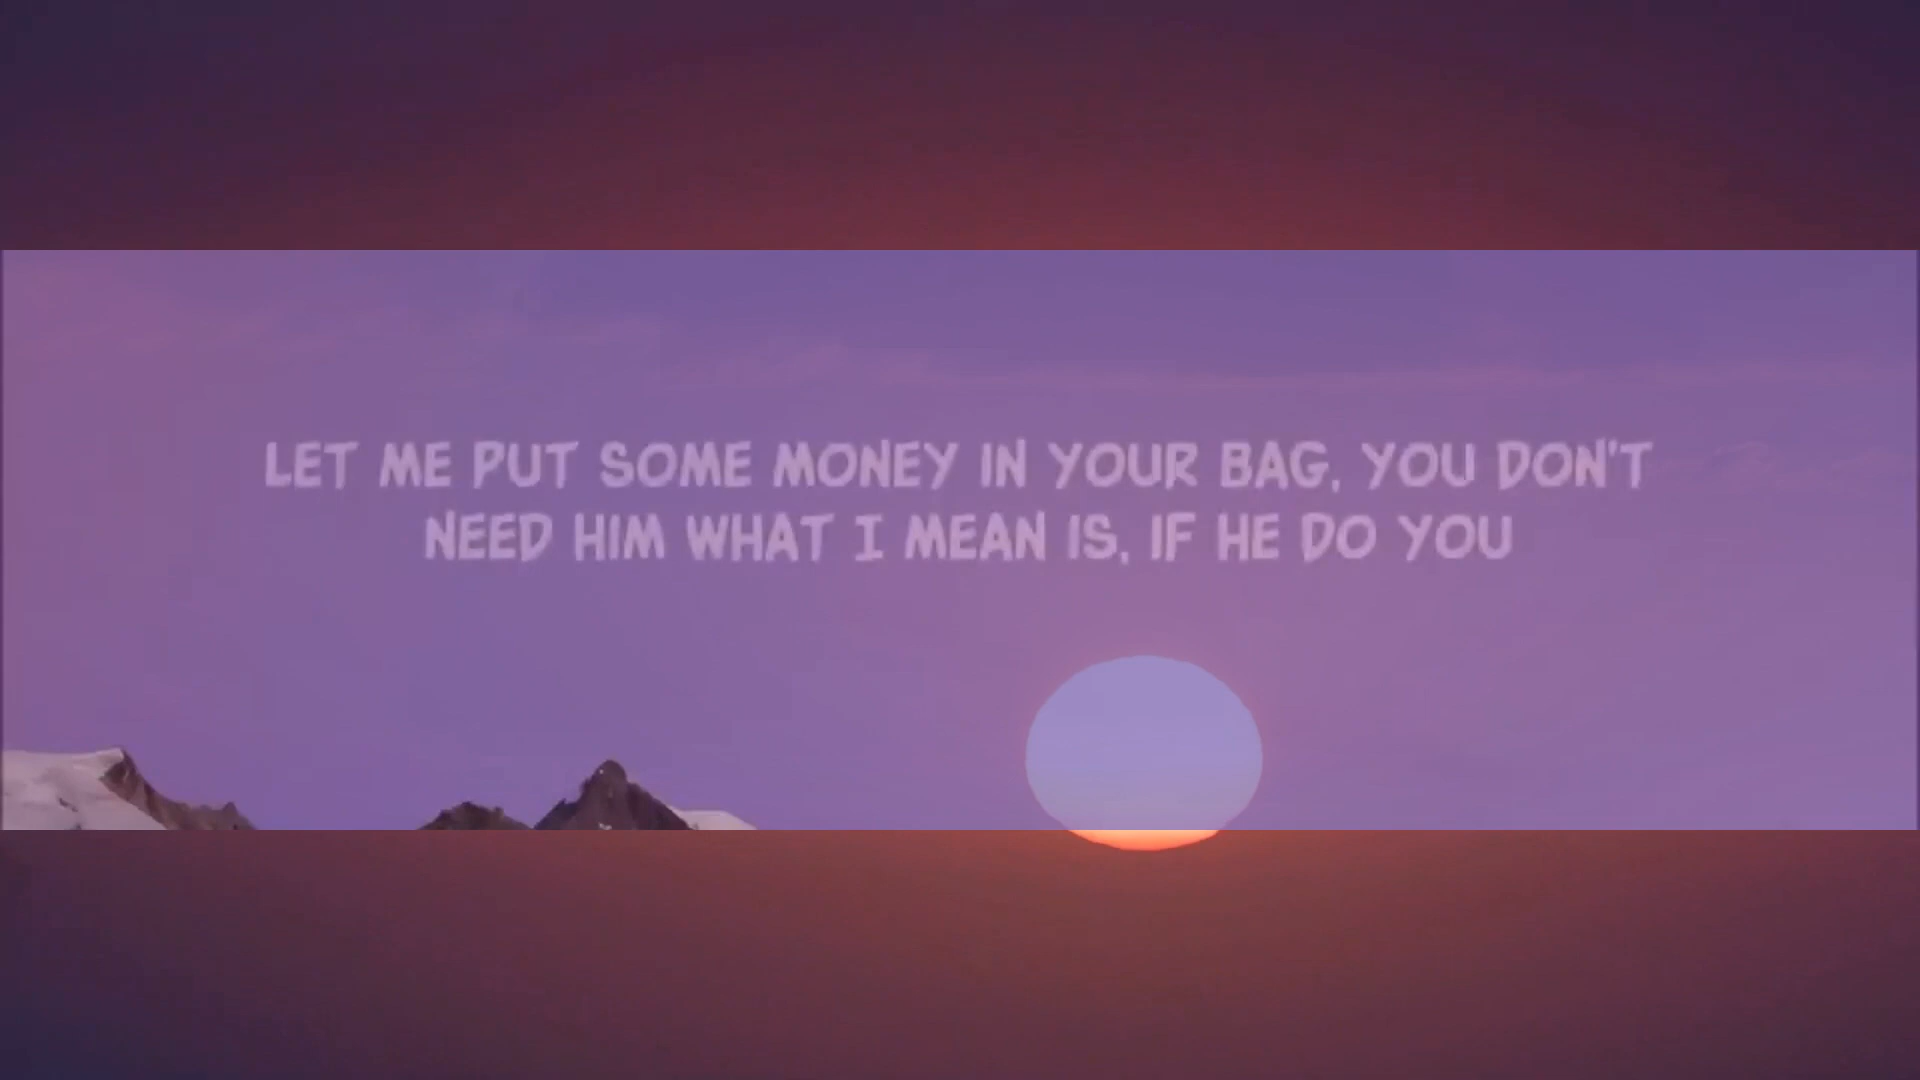 LET ME PUT SOME MONEY IN YOUR BAG, YOU DON'T
NEED HIM WHAT I MEAN IS, IF HE DO YOU